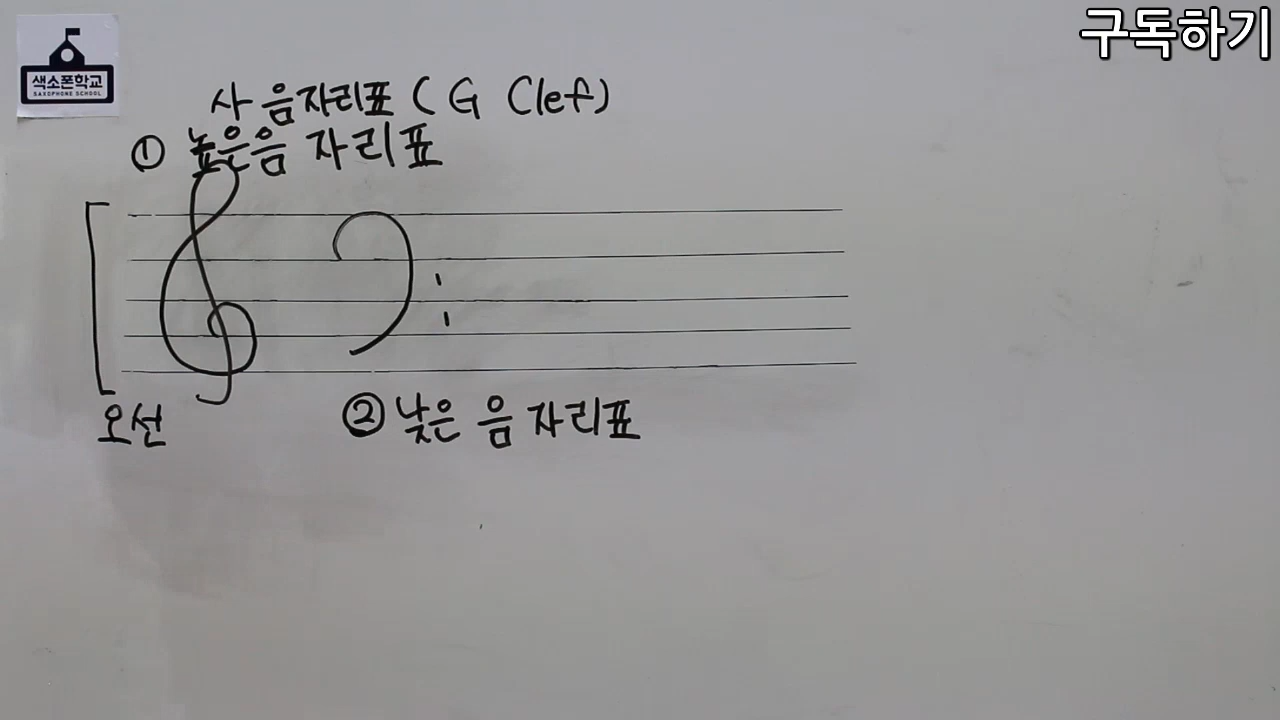 구독하기
색소폰학교
SAXOPHONE SCHOOL
사 음자리표 ( G Clef)
① 높은음 자리표
오선
② 낮은 음 자리표